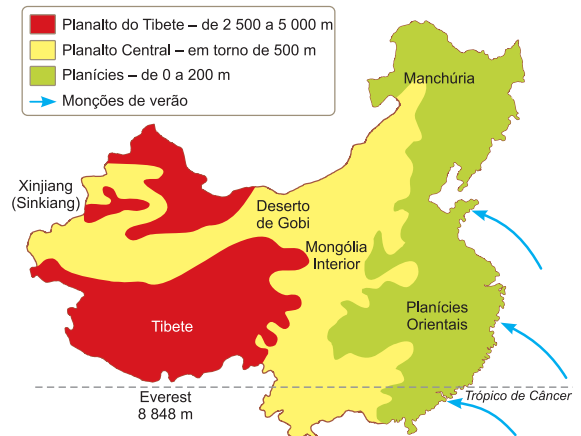 Planalto do Tibete – de 2 500 a 5 000 m
Planalto Central – em torno de 500 m
Planícies – de 0 a 200 m
Monções de verão
Manchúria
Xinjiang
(Sinkiang)
Deserto
de Gobi
Mongólia
Interior
Tibete
Planícies
Orientais
Everest
8 848 m
Trópico de Câncer